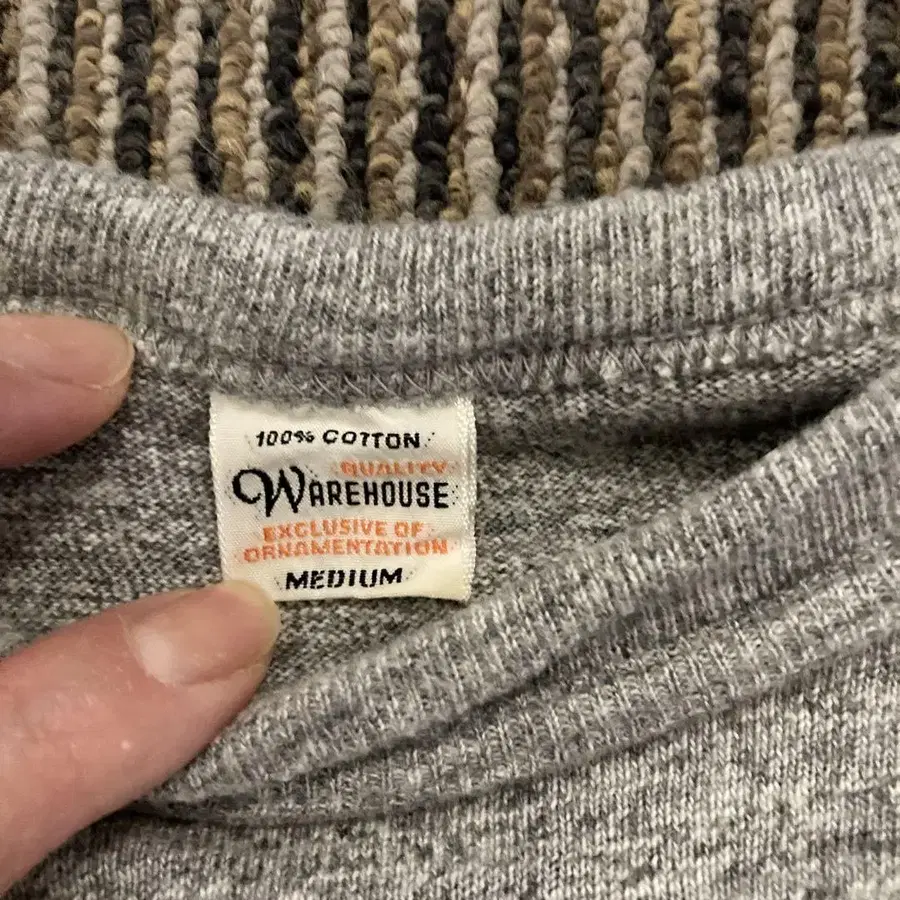 100% COTTON
QUALITY
WAREHOUSE
EXCLUSIVE OF
ORNAMENTATION
MEDIUM